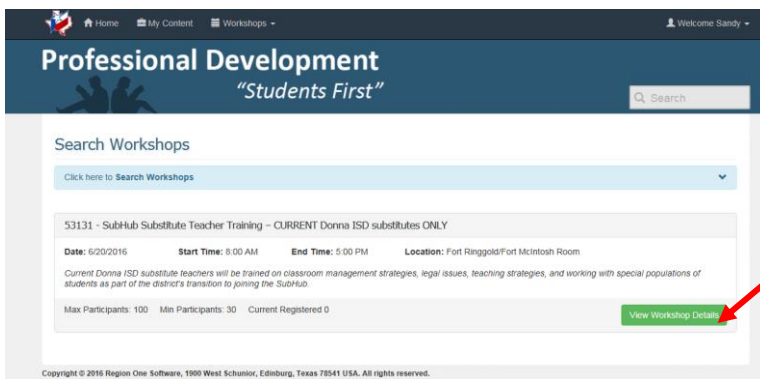 Home My Content Workshops Welcome Sandy
Professional Development
"Students First"
Search
Search Workshops
Click here to Search Workshops
53131 - SubHub Substitute Teacher Training – CURRENT Donna ISD substitutes ONLY
Date: 6/20/2016 Start Time: 8:00 AM End Time: 5:00 PM Location: Fort Ringgold/Fort McIntosh Room
Current Donna ISD substitute teachers will be trained on classroom management strategies, legal issues, teaching strategies, and working with special populations of
students as part of the district's transition to joining the SubHub.
Max Participants: 100 Min Participants: 30 Current Registered 0
View Workshop Details
Copyright © 2016 Region One Software, 1900 West Schunior, Edinburg, Texas 78541 USA. All rights reserved.